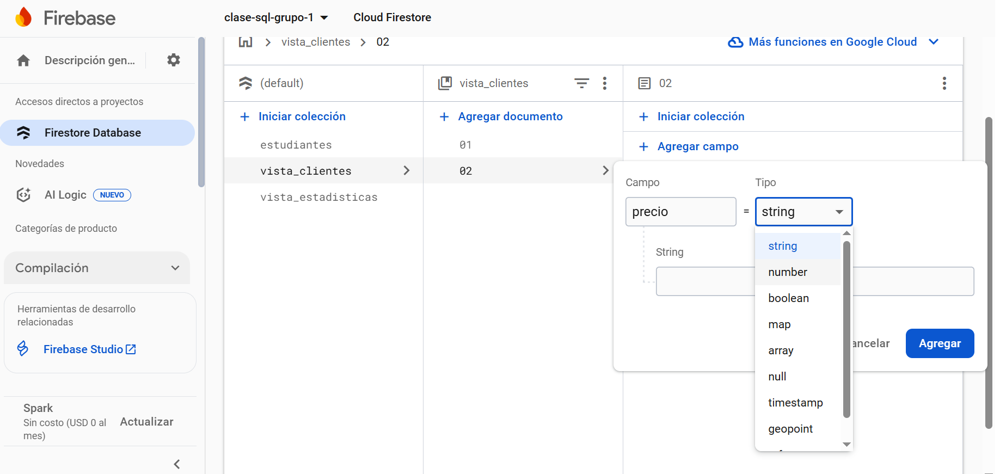 Firebase
clase-sql-grupo-1
Cloud Firestore
Descripción gen...
Accesos directos a proyectos
Firestore Database
Novedades
AI Logic NUEVO
Categorías de producto
Compilación
Herramientas de desarrollo
relacionadas
Firebase Studio
Spark
Sin costo (USD 0 al
mes)
Actualizar
vista_clientes 02
Más funciones en Google Cloud
(default)
Iniciar colección
estudiantes
vista_clientes
vista_estadisticas
vista_clientes
Agregar documento
01
02
02
Iniciar colección
Agregar campo
Campo
Tipo
precio = string
String
string
number
boolean
map
array
null
timestamp
geopoint
ancelar
Agregar